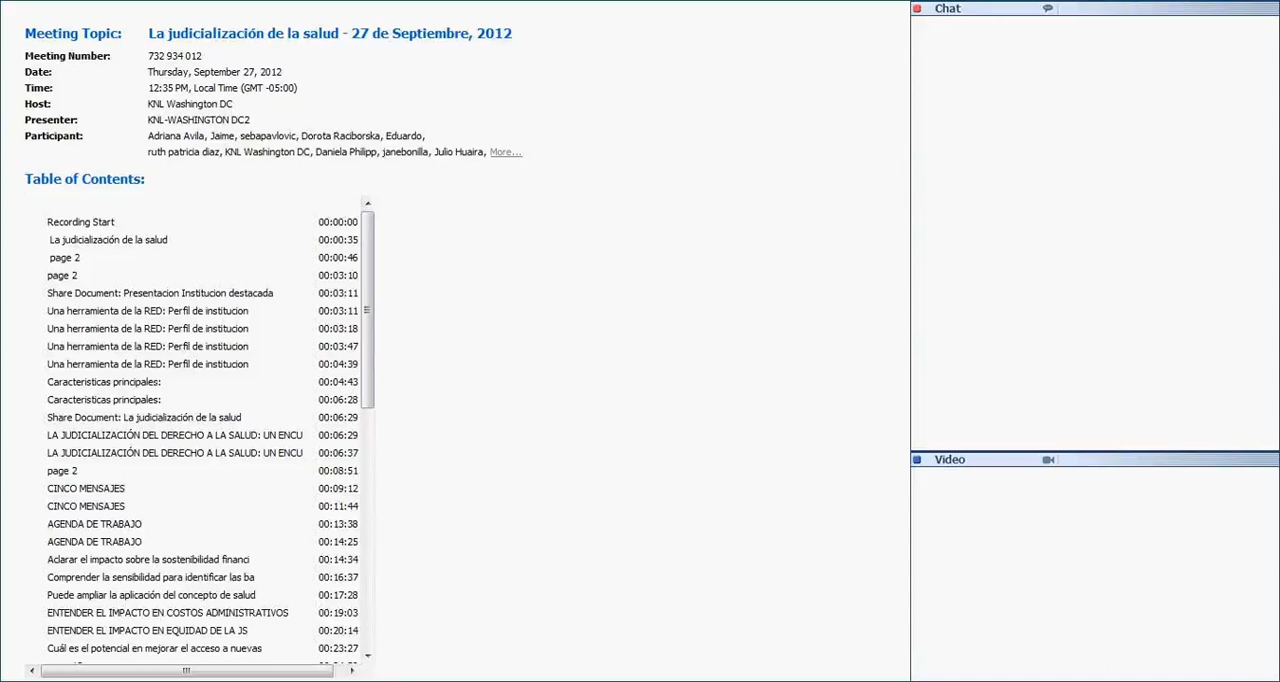 Meeting Topic: La judicialización de la salud - 27 de Septiembre, 2012
Meeting Number: 732 934 012
Date: Thursday, September 27, 2012
Time: 12:35 PM, Local Time (GMT -05:00)
Host: KNL Washington DC
Presenter: KNL-WASHINGTON DC2
Participant: Adriana Avila, Jaime, sebapavlovic, Dorota Raciborska, Eduardo,
ruth patricia diaz, KNL Washington DC, Daniela Philipp, janebonilla, Julio Huaira, More...
Table of Contents:
Recording Start 00:00:00
La judicialización de la salud 00:00:35
page 2 00:00:46
page 2 00:03:10
Share Document: Presentacion Institucion destacada 00:03:11
Una herramienta de la RED: Perfil de institucion 00:03:11
Una herramienta de la RED: Perfil de institucion 00:03:18
Una herramienta de la RED: Perfil de institucion 00:03:47
Una herramienta de la RED: Perfil de institucion 00:04:39
Caracteristicas principales: 00:04:43
Caracteristicas principales: 00:06:28
Share Document: La judicialización de la salud 00:06:29
LA JUDICIALIZACIÓN DEL DERECHO A LA SALUD: UN ENCU 00:06:29
LA JUDICIALIZACIÓN DEL DERECHO A LA SALUD: UN ENCU 00:06:37
page 2 00:08:51
CINCO MENSAJES 00:09:12
CINCO MENSAJES 00:11:44
AGENDA DE TRABAJO 00:13:38
AGENDA DE TRABAJO 00:14:25
Aclarar el impacto sobre la sostenibilidad financi 00:14:34
Comprender la sensibilidad para identificar las ba 00:16:37
Puede ampliar la aplicación del concepto de salud 00:17:28
ENTENDER EL IMPACTO EN COSTOS ADMINISTRATIVOS 00:19:03
ENTENDER EL IMPACTO EN EQUIDAD DE LA JS 00:20:14
Cuál es el potencial en mejorar el acceso a nuevas 00:23:27
Chat
Video